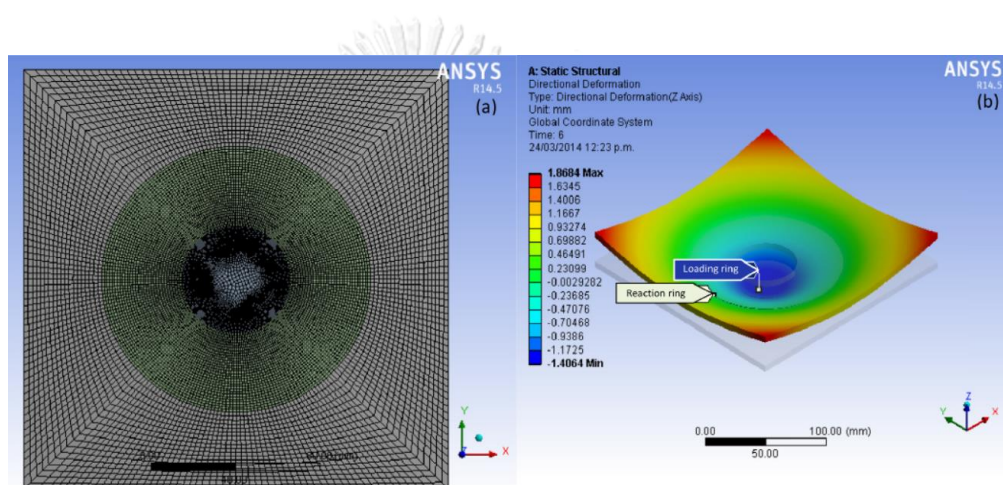 ANSYS
R14.5
(a)
Y
X
A: Static Structural
Directional Deformation
Type: Directional Deformation(Z Axis)
Unit: mm
Global Coordinate System
Time: 6
24/03/2014 12:23 p.m.
1.8684 Max
1.6345
1.4006
1.1667
0.93274
0.69882
0.46491
0.23099
-0.0029282
-0.23685
-0.47076
-0.70468
-0.9386
-1.1725
-1.4064 Min
ANSYS
R14.5
(b)
Loading ring
Reaction ring
0.00
100.00 (mm)
50.00
Z
Y
X